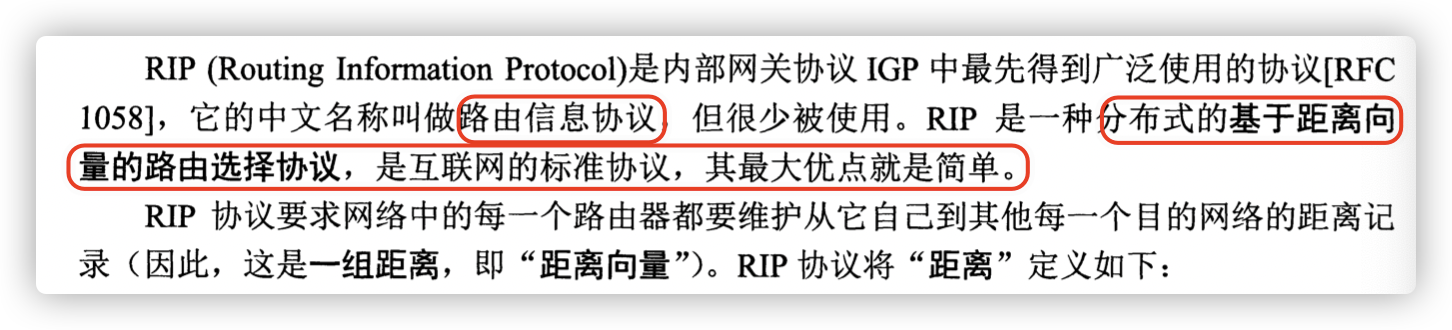 RIP (Routing Information Protocol)是内部网关协议 IGP 中最先得到广泛使用的协议[RFC
1058]，它的中文名称叫做路由信息协议，但很少被使用。RIP 是一种分布式的基于距离向
量的路由选择协议，是互联网的标准协议，其最大优点就是简单。
RIP 协议要求网络中的每一个路由器都要维护从它自己到其他每一个目的网络的距离记
录（因此，这是一组距离，即“距离向量”）。RIP 协议将“距离”定义如下：